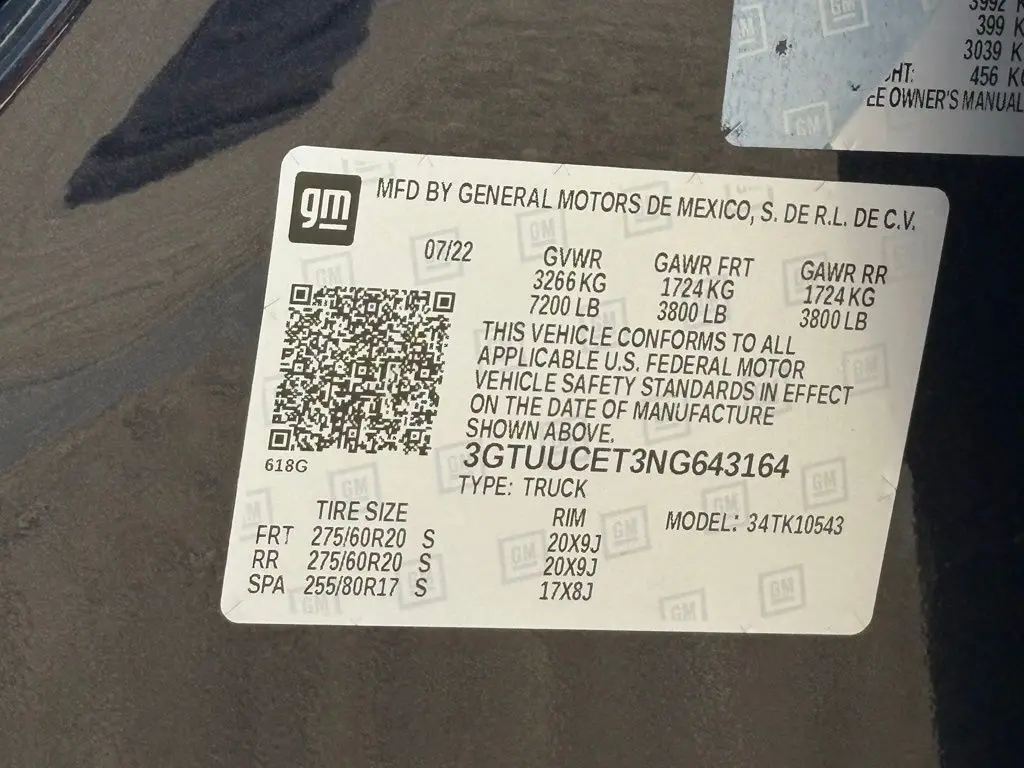 3992 K
399 K
3039 K
HT: 456 KG
EE OWNER'S MANUAL
gm
MFD BY GENERAL MOTORS DE MEXICO, S. DE R.L. DE C.V.
07/22 GVWR GAWR FRT GAWR RR
3266 KG 1724 KG 1724 KG
7200 LB 3800 LB 3800 LB
THIS VEHICLE CONFORMS TO ALL
APPLICABLE U.S. FEDERAL MOTOR
VEHICLE SAFETY STANDARDS IN EFFECT
ON THE DATE OF MANUFACTURE
SHOWN ABOVE.
618G
3GTUUCET3NG643164
TYPE: TRUCK
TIRE SIZE RIM MODEL: 34TK10543
FRT 275/60R20 S 20X9J
RR 275/60R20 S 20X9J
SPA 255/80R17 S 17X8J